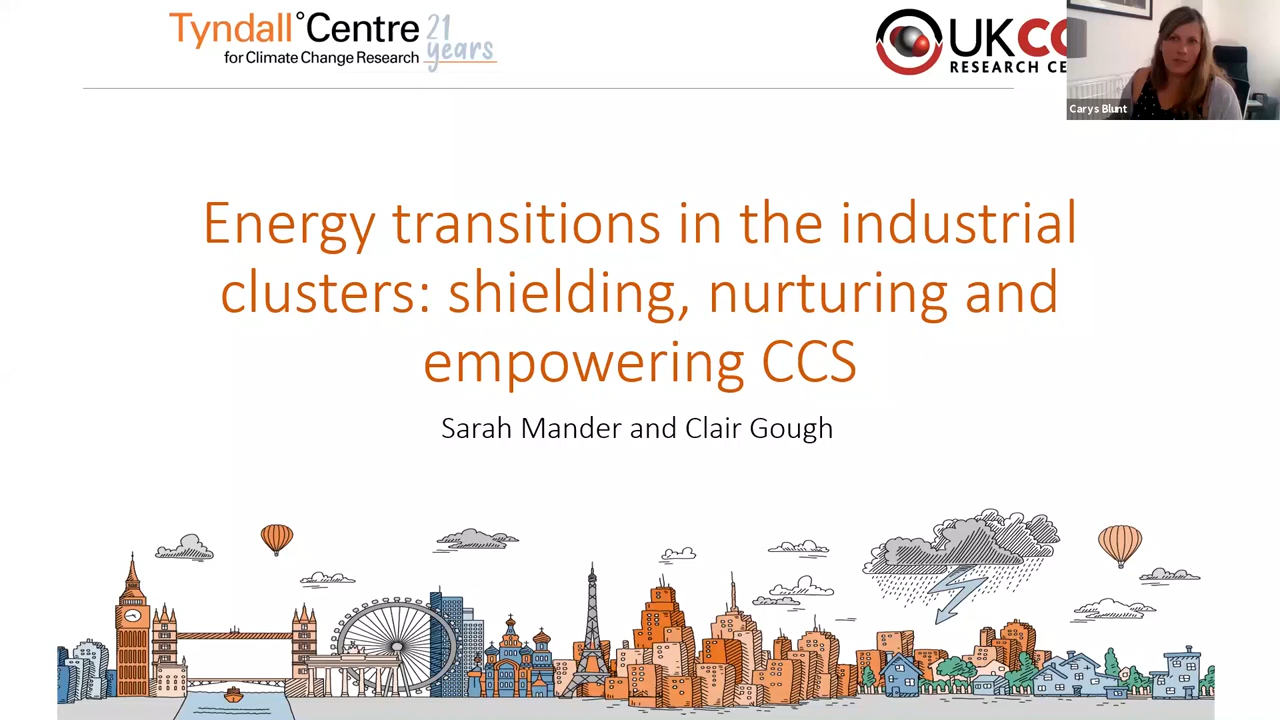 Tyndall°Centre 21 years
for Climate Change Research
UKCC
RESEARCH CE
Carys Blunt
Energy transitions in the industrial
clusters: shielding, nurturing and
empowering CCS
Sarah Mander and Clair Gough